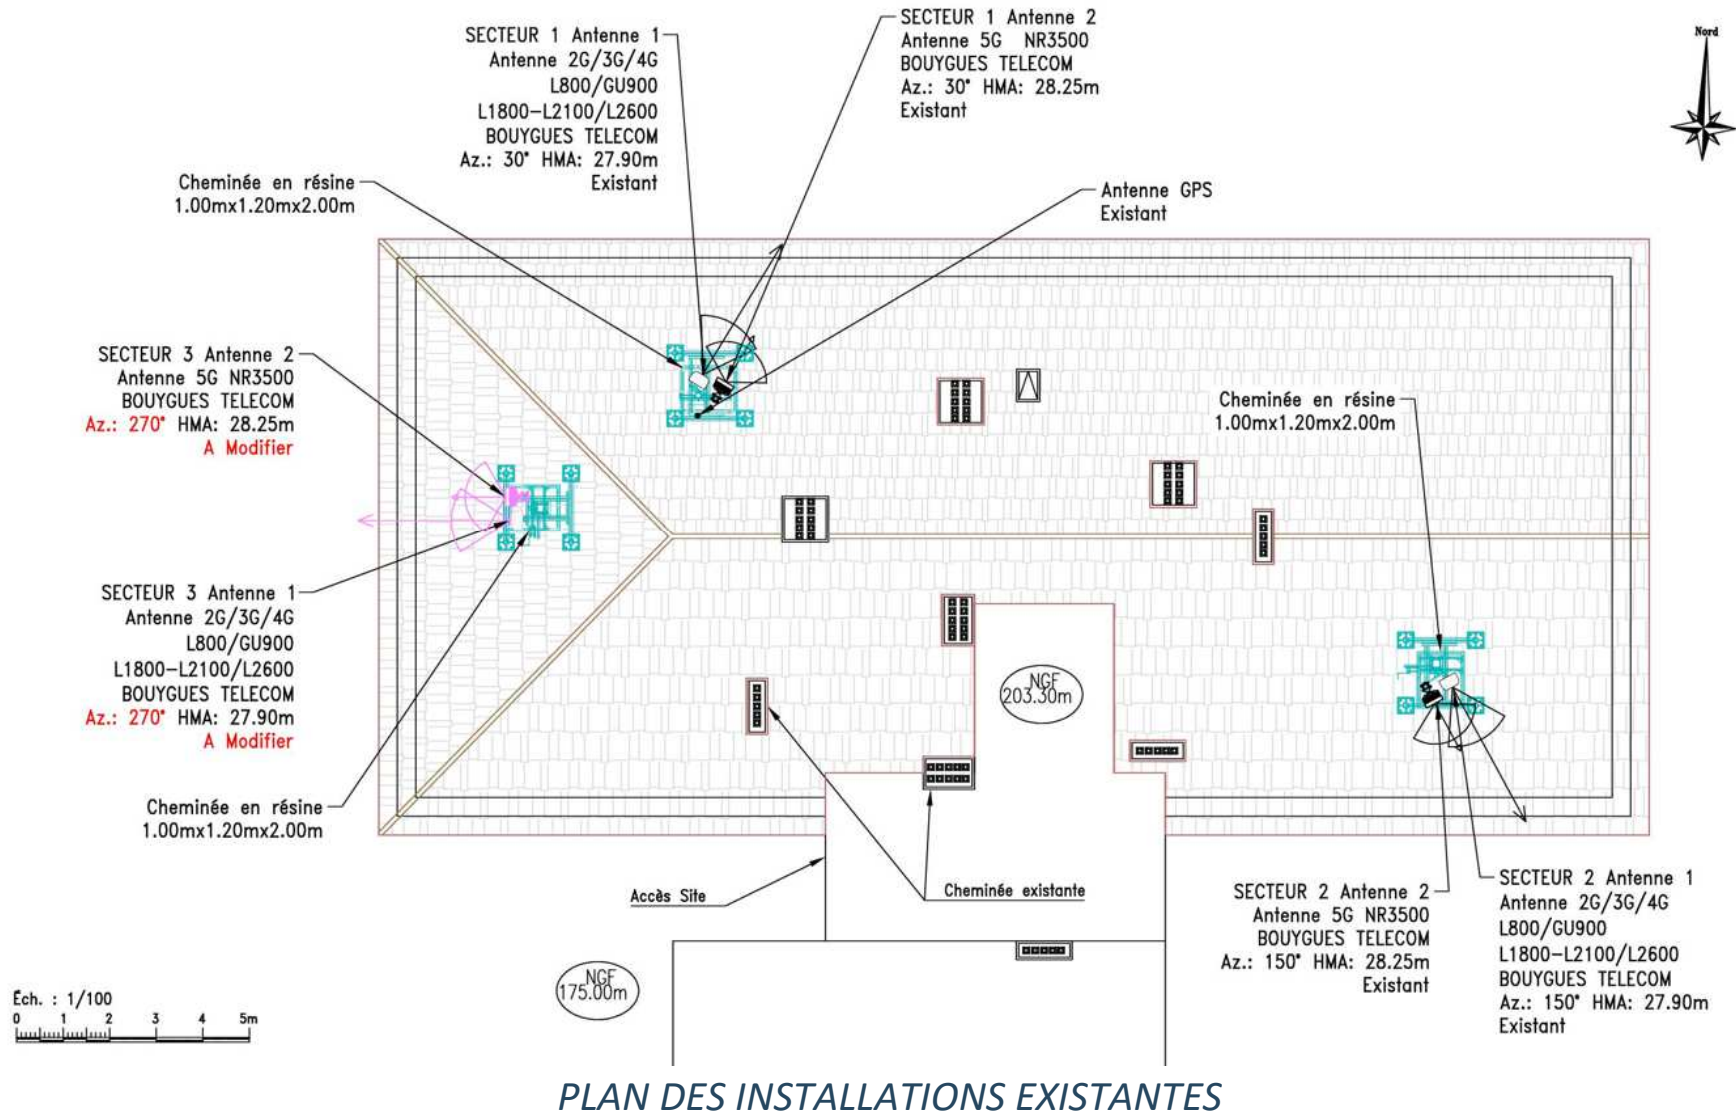 SECTEUR 1 Antenne 1
Antenne 2G/3G/4G
L800/GU900
L1800-L2100/L2600
BOUYGUES TELECOM
Az.: 30° HMA: 27.90m
Existant
SECTEUR 1 Antenne 2
Antenne 5G NR3500
BOUYGUES TELECOM
Az.: 30° HMA: 28.25m
Existant
Nord
Cheminée en résine
1.00mx1.20mx2.00m
Antenne GPS
Existant
SECTEUR 3 Antenne 2
Antenne 5G NR3500
BOUYGUES TELECOM
Az.: 270° HMA: 28.25m
A Modifier
Cheminée en résine
1.00mx1.20mx2.00m
SECTEUR 3 Antenne 1
Antenne 2G/3G/4G
L800/GU900
L1800-L2100/L2600
BOUYGUES TELECOM
Az.: 270° HMA: 27.90m
A Modifier
NGF
203.30m
Cheminée en résine
1.00mx1.20mx2.00m
Accès Site
Cheminée existante
SECTEUR 2 Antenne 2
Antenne 5G NR3500
BOUYGUES TELECOM
Az.: 150° HMA: 28.25m
Existant
SECTEUR 2 Antenne 1
Antenne 2G/3G/4G
L800/GU900
L1800-L2100/L2600
BOUYGUES TELECOM
Az.: 150° HMA: 27.90m
Existant
NGF
175.00m
Éch. : 1/100
0 1 2 3 4 5m
PLAN DES INSTALLATIONS EXISTANTES